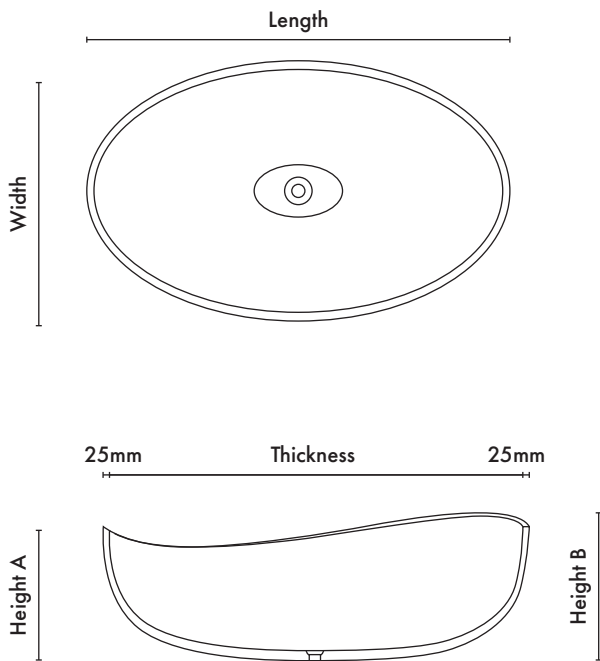 Length
Width
25mm
Thickness
25mm
Height A
Height B